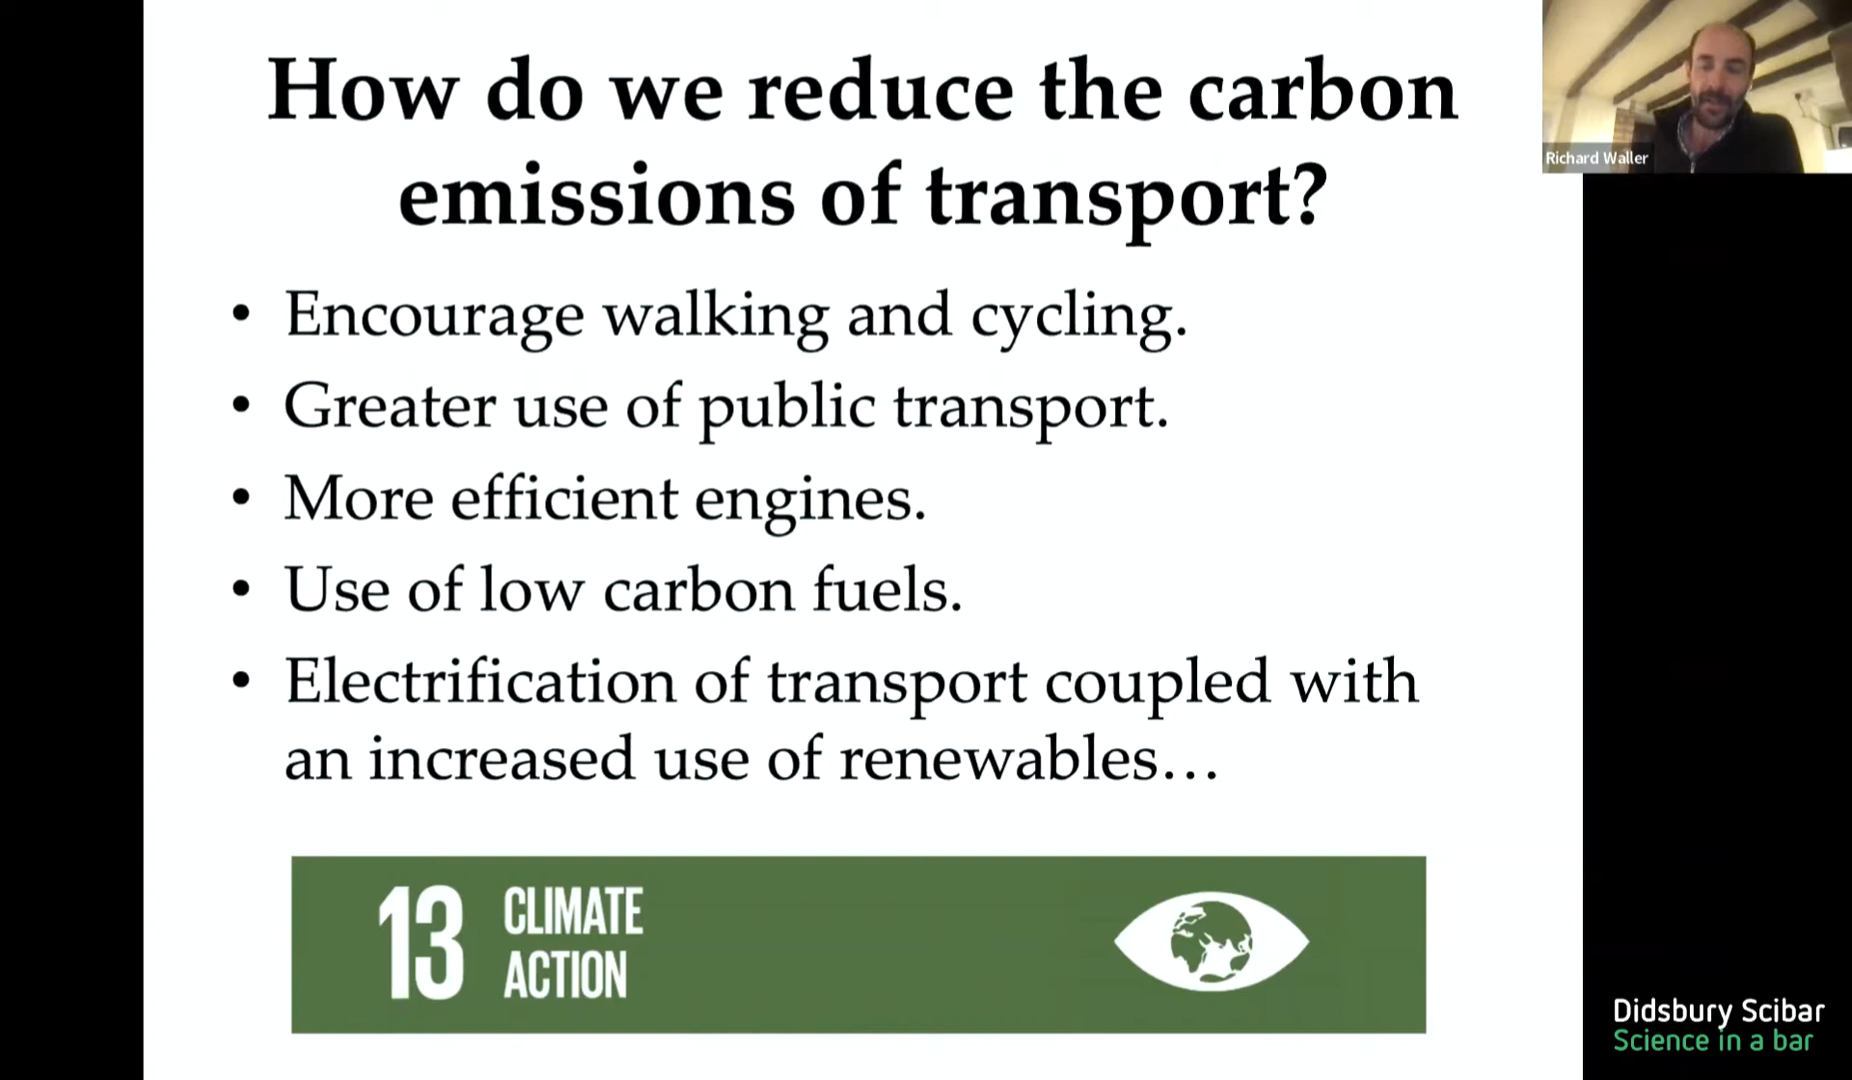 How do we reduce the carbon
emissions of transport?
• Encourage walking and cycling.
• Greater use of public transport.
• More efficient engines.
• Use of low carbon fuels.
• Electrification of transport coupled with
an increased use of renewables…
13 CLIMATE
ACTION
Richard Waller
Didsbury Scibar
Science in a bar